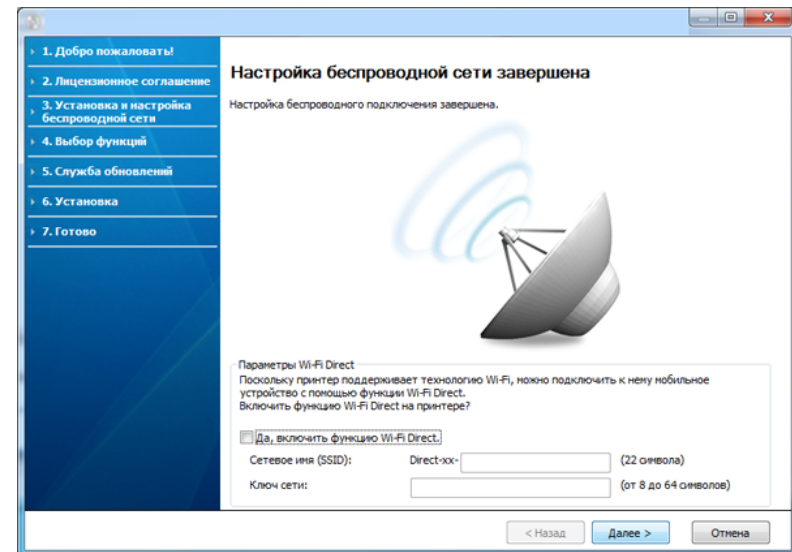 1. Добро пожаловать!
2. Лицензионное соглашение
3. Установка и настройка
беспроводной сети
4. Выбор функций
5. Служба обновлений
6. Установка
7. Готово
Настройка беспроводной сети завершена
Настройка беспроводного подключения завершена.
Параметры Wi-Fi Direct
Поскольку принтер поддерживает технологию Wi-Fi, можно подключить к нему мобильное
устройство с помощью функции Wi-Fi Direct.
Включить функцию Wi-Fi Direct на принтере?
Да, включить функцию Wi-Fi Direct.
Сетевое имя (SSID): Direct-xx- (22 символа)
Ключ сети: (от 8 до 64 символов)
< Назад Далее > Отмена